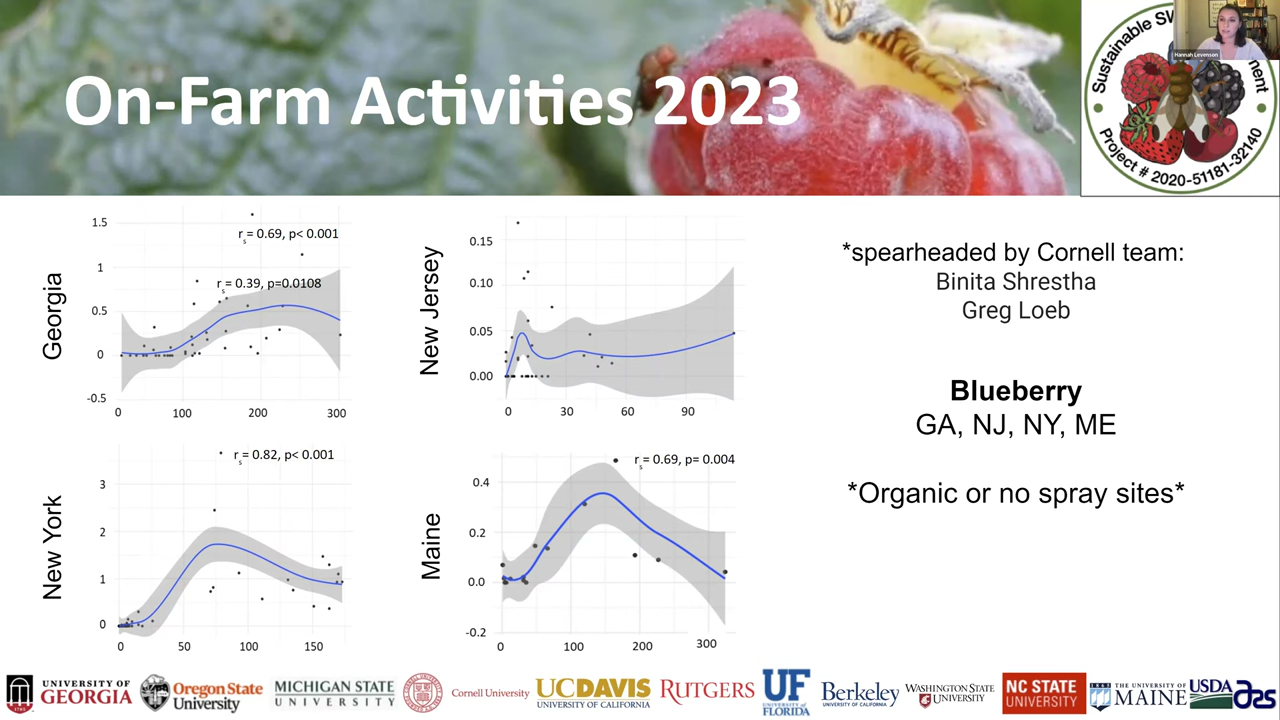 On-Farm Activities 2023
Hannah Levenson
Sustainable SW
nent
Project # 2020-51181-32140
Georgia
1.5
1
0.5
0
-0.5
0
100
200
300
rs= 0.69, p< 0.001
rs= 0.39, p=0.0108
New Jersey
0.15
0.10
0.05
0.00
0
30
60
90
New York
3
2
1
0
0
50
100
150
rs= 0.82, p< 0.001
Maine
0.4
0.2
0.0
-0.2
0
100
200
300
rs= 0.69, p= 0.004
*spearheaded by Cornell team:
Binita Shrestha
Greg Loeb
Blueberry
GA, NJ, NY, ME
*Organic or no spray sites*
1785
UNIVERSITY OF
GEORGIA
Oregon State
University
MICHIGAN STATE
UNIVERSITY
Cornell University
UCDAVIS
UNIVERSITY OF CALIFORNIA
RUTGERS
UF
UNIVERSITY of
FLORIDA
Berkeley
UNIVERSITY OF CALIFORNIA
WASHINGTON STATE
UNIVERSITY
NC STATE
UNIVERSITY
1865
THE UNIVERSITY OF
MAINE
USDA
ars